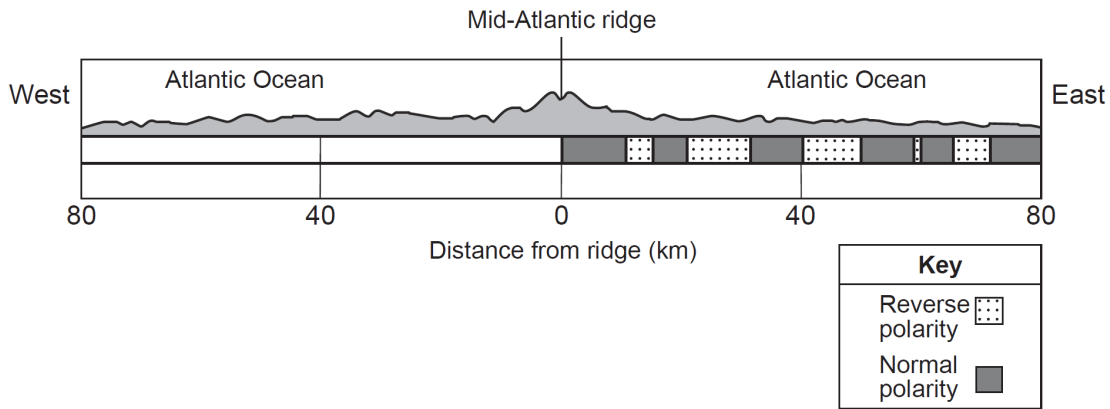 Mid-Atlantic ridge
Atlantic Ocean
Atlantic Ocean
West
East
80
40
0
40
80
Distance from ridge (km)
Key
Reverse
polarity
Normal
polarity